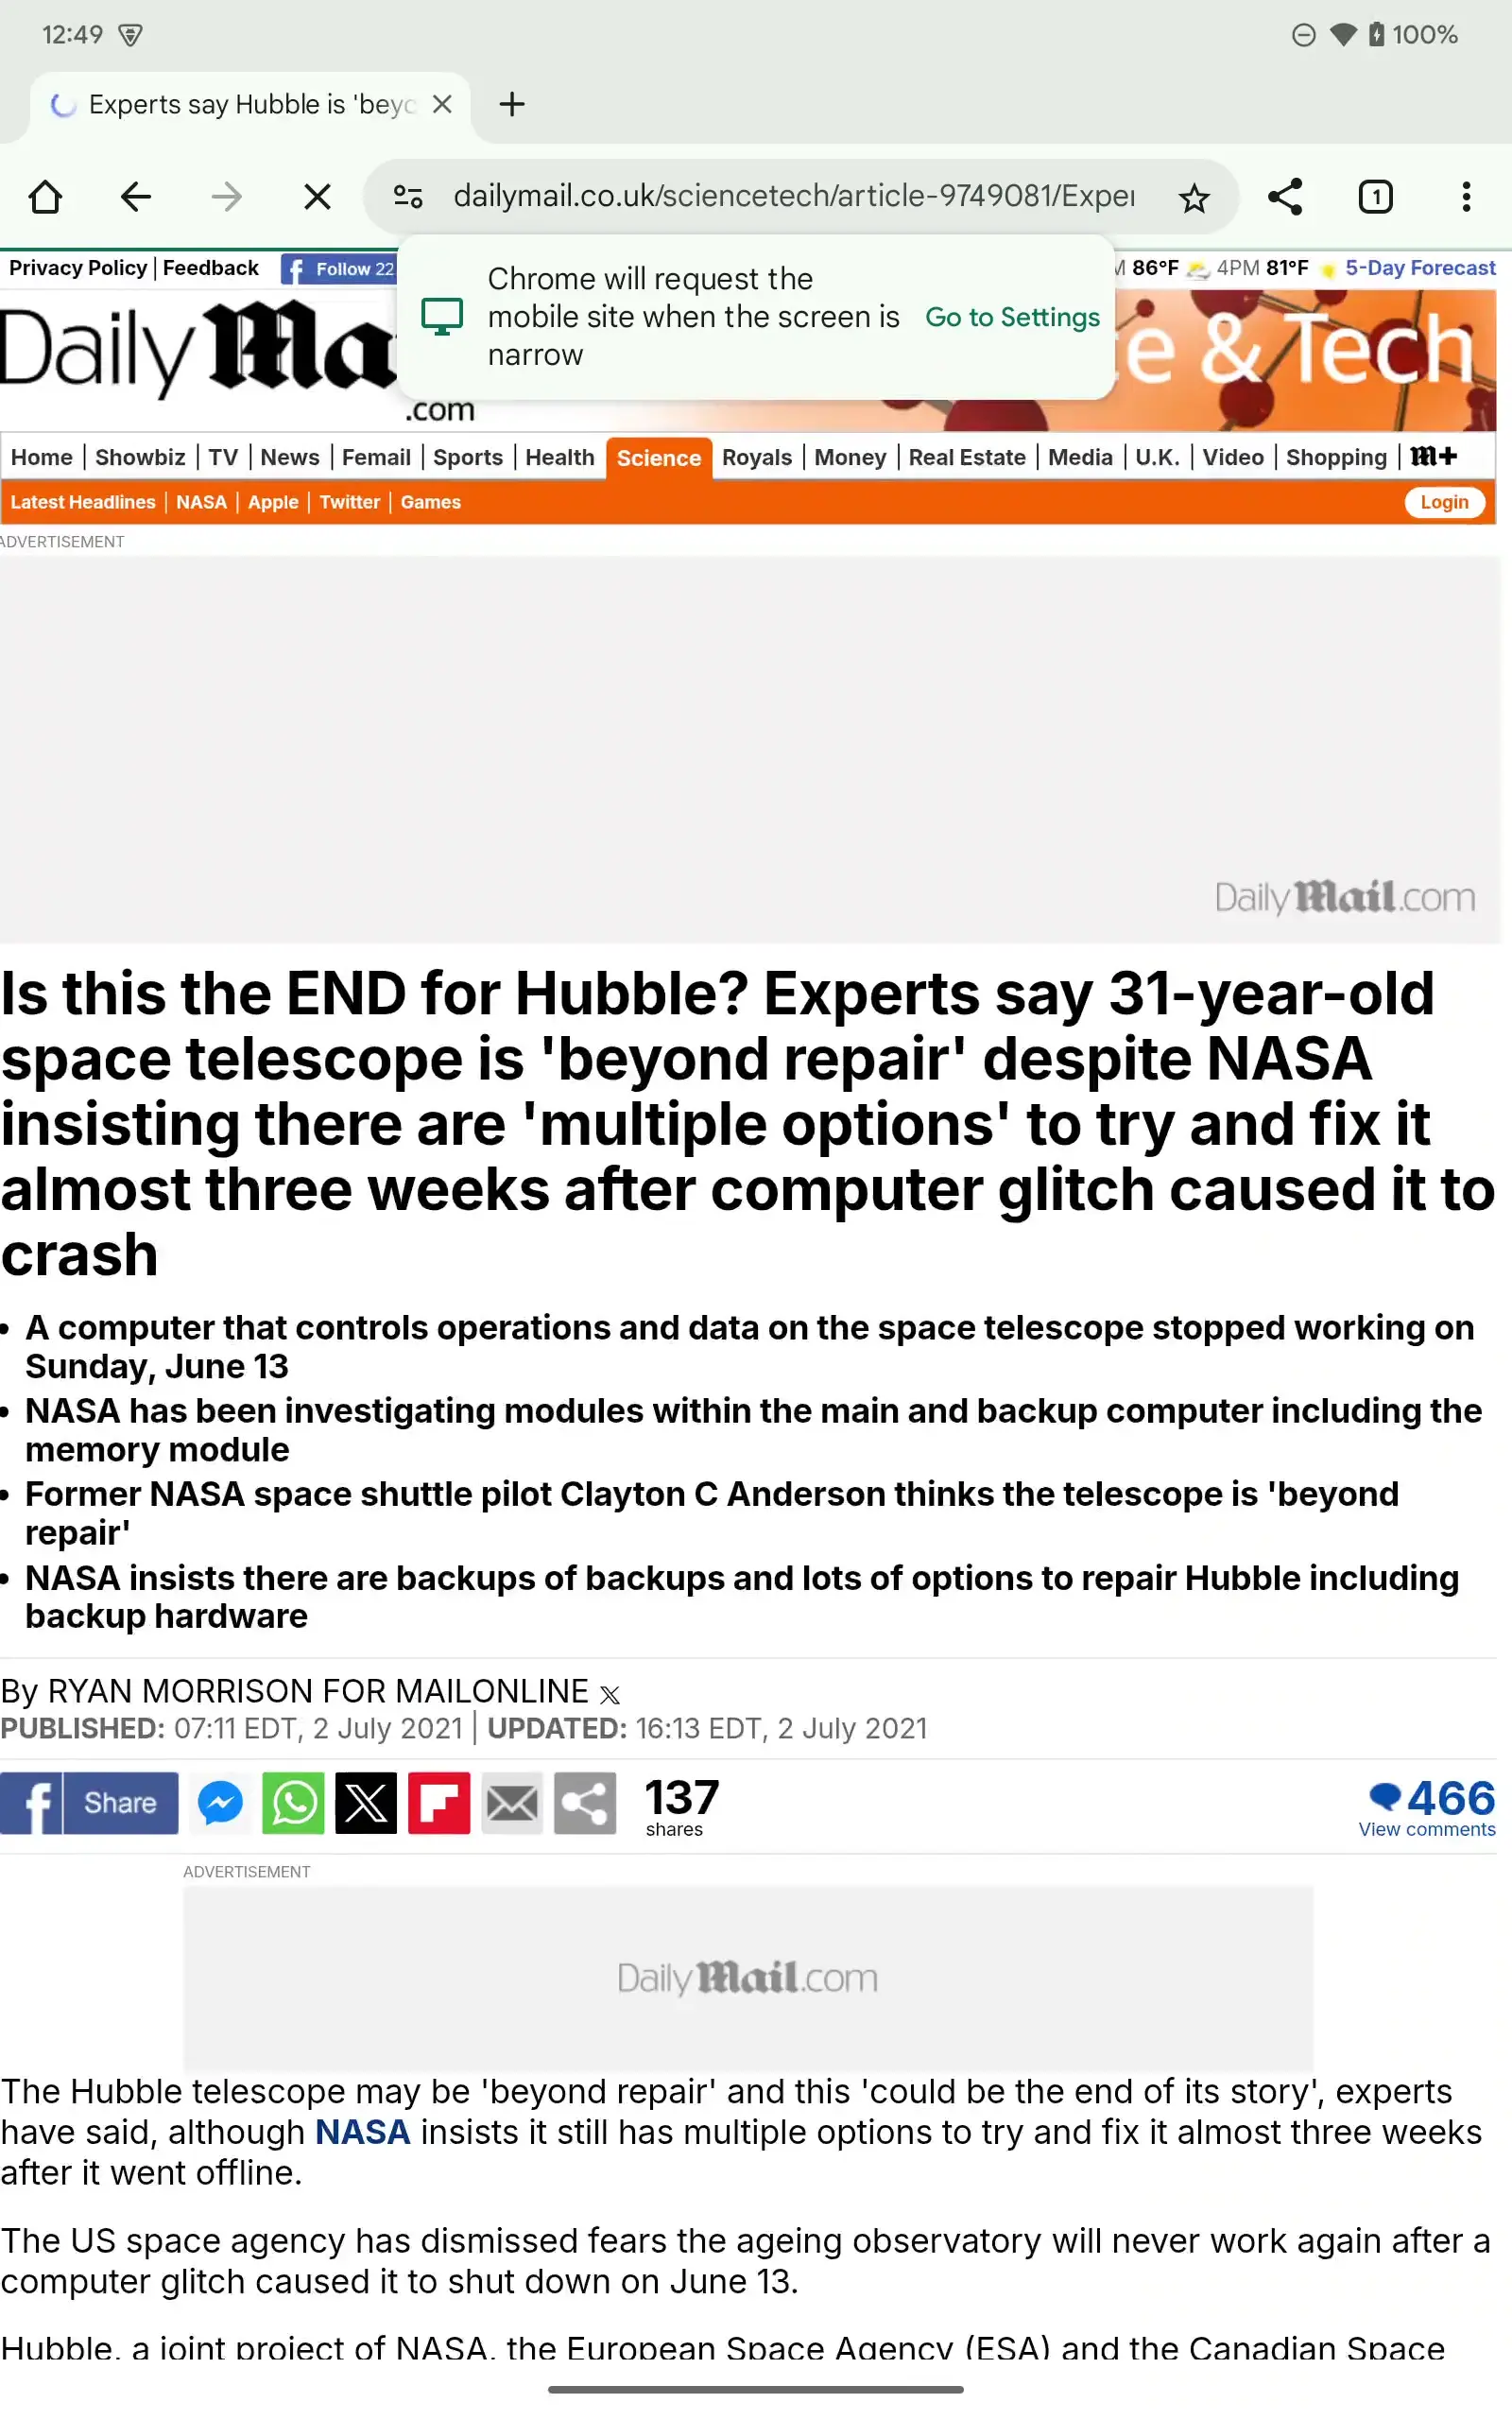 12:49
100%
Experts say Hubble is 'beyo
dailymail.co.uk/sciencetech/article-9749081/Exper
1
Chrome will request the
mobile site when the screen is
narrow
Go to Settings
Privacy Policy | Feedback
Follow 22
86°F 4PM 81°F 5-Day Forecast
Daily Ma
.com
e & Tech
Home | Showbiz | TV | News | Femail | Sports | Health Science Royals | Money | Real Estate | Media | U.K. | Video | Shopping | m+
Latest Headlines | NASA | Apple | Twitter | Games
Login
ADVERTISEMENT
DailyMail.com
Is this the END for Hubble? Experts say 31-year-old
space telescope is 'beyond repair' despite NASA
insisting there are 'multiple options' to try and fix it
almost three weeks after computer glitch caused it to
crash
• A computer that controls operations and data on the space telescope stopped working on
Sunday, June 13
• NASA has been investigating modules within the main and backup computer including the
memory module
• Former NASA space shuttle pilot Clayton C Anderson thinks the telescope is 'beyond
repair'
• NASA insists there are backups of backups and lots of options to repair Hubble including
backup hardware
By RYAN MORRISON FOR MAILONLINE X
PUBLISHED: 07:11 EDT, 2 July 2021 | UPDATED: 16:13 EDT, 2 July 2021
Share
137
shares
466
View comments
ADVERTISEMENT
DailyMail.com
The Hubble telescope may be 'beyond repair' and this 'could be the end of its story', experts
have said, although NASA insists it still has multiple options to try and fix it almost three weeks
after it went offline.
The US space agency has dismissed fears the ageing observatory will never work again after a
computer glitch caused it to shut down on June 13.
Hubble, a joint project of NASA, the European Space Agency (ESA) and the Canadian Space